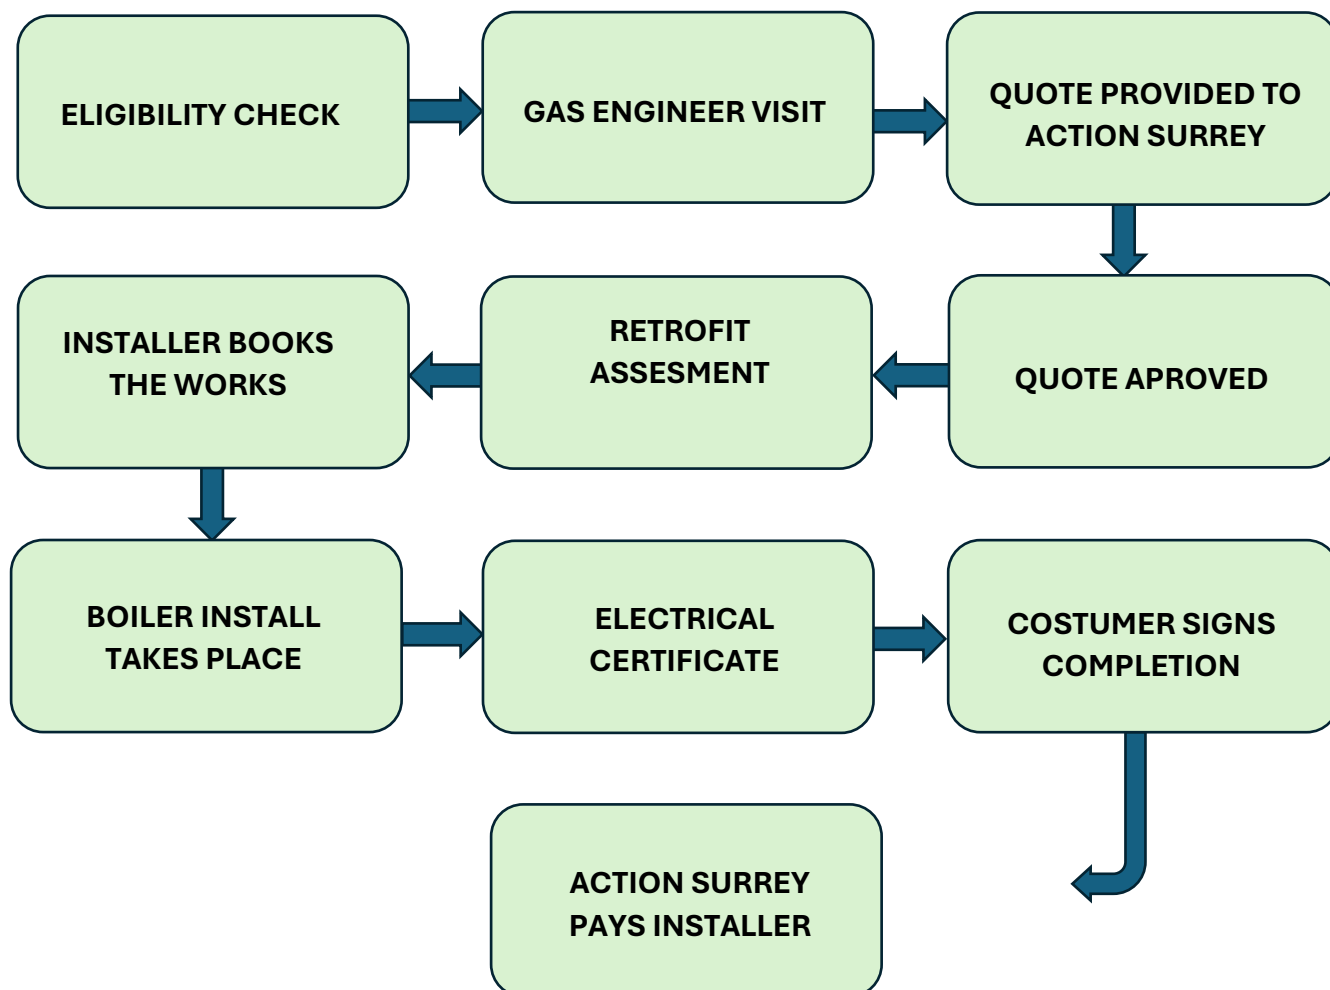 ELIGIBILITY CHECK
GAS ENGINEER VISIT
QUOTE PROVIDED TO
ACTION SURREY
QUOTE APROVED
RETROFIT
ASSESMENT
INSTALLER BOOKS
THE WORKS
BOILER INSTALL
TAKES PLACE
ELECTRICAL
CERTIFICATE
COSTUMER SIGNS
COMPLETION
ACTION SURREY
PAYS INSTALLER